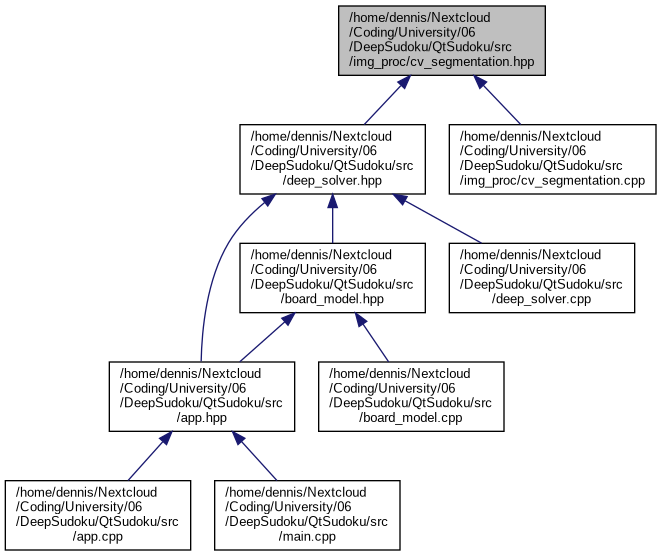 /home/dennis/Nextcloud
/Coding/University/06
/DeepSudoku/QtSudoku/src
/img_proc/cv_segmentation.hpp
/home/dennis/Nextcloud
/Coding/University/06
/DeepSudoku/QtSudoku/src
/deep_solver.hpp
/home/dennis/Nextcloud
/Coding/University/06
/DeepSudoku/QtSudoku/src
/img_proc/cv_segmentation.cpp
/home/dennis/Nextcloud
/Coding/University/06
/DeepSudoku/QtSudoku/src
/board_model.hpp
/home/dennis/Nextcloud
/Coding/University/06
/DeepSudoku/QtSudoku/src
/deep_solver.cpp
/home/dennis/Nextcloud
/Coding/University/06
/DeepSudoku/QtSudoku/src
/app.hpp
/home/dennis/Nextcloud
/Coding/University/06
/DeepSudoku/QtSudoku/src
/board_model.cpp
/home/dennis/Nextcloud
/Coding/University/06
/DeepSudoku/QtSudoku/src
/app.cpp
/home/dennis/Nextcloud
/Coding/University/06
/DeepSudoku/QtSudoku/src
/main.cpp